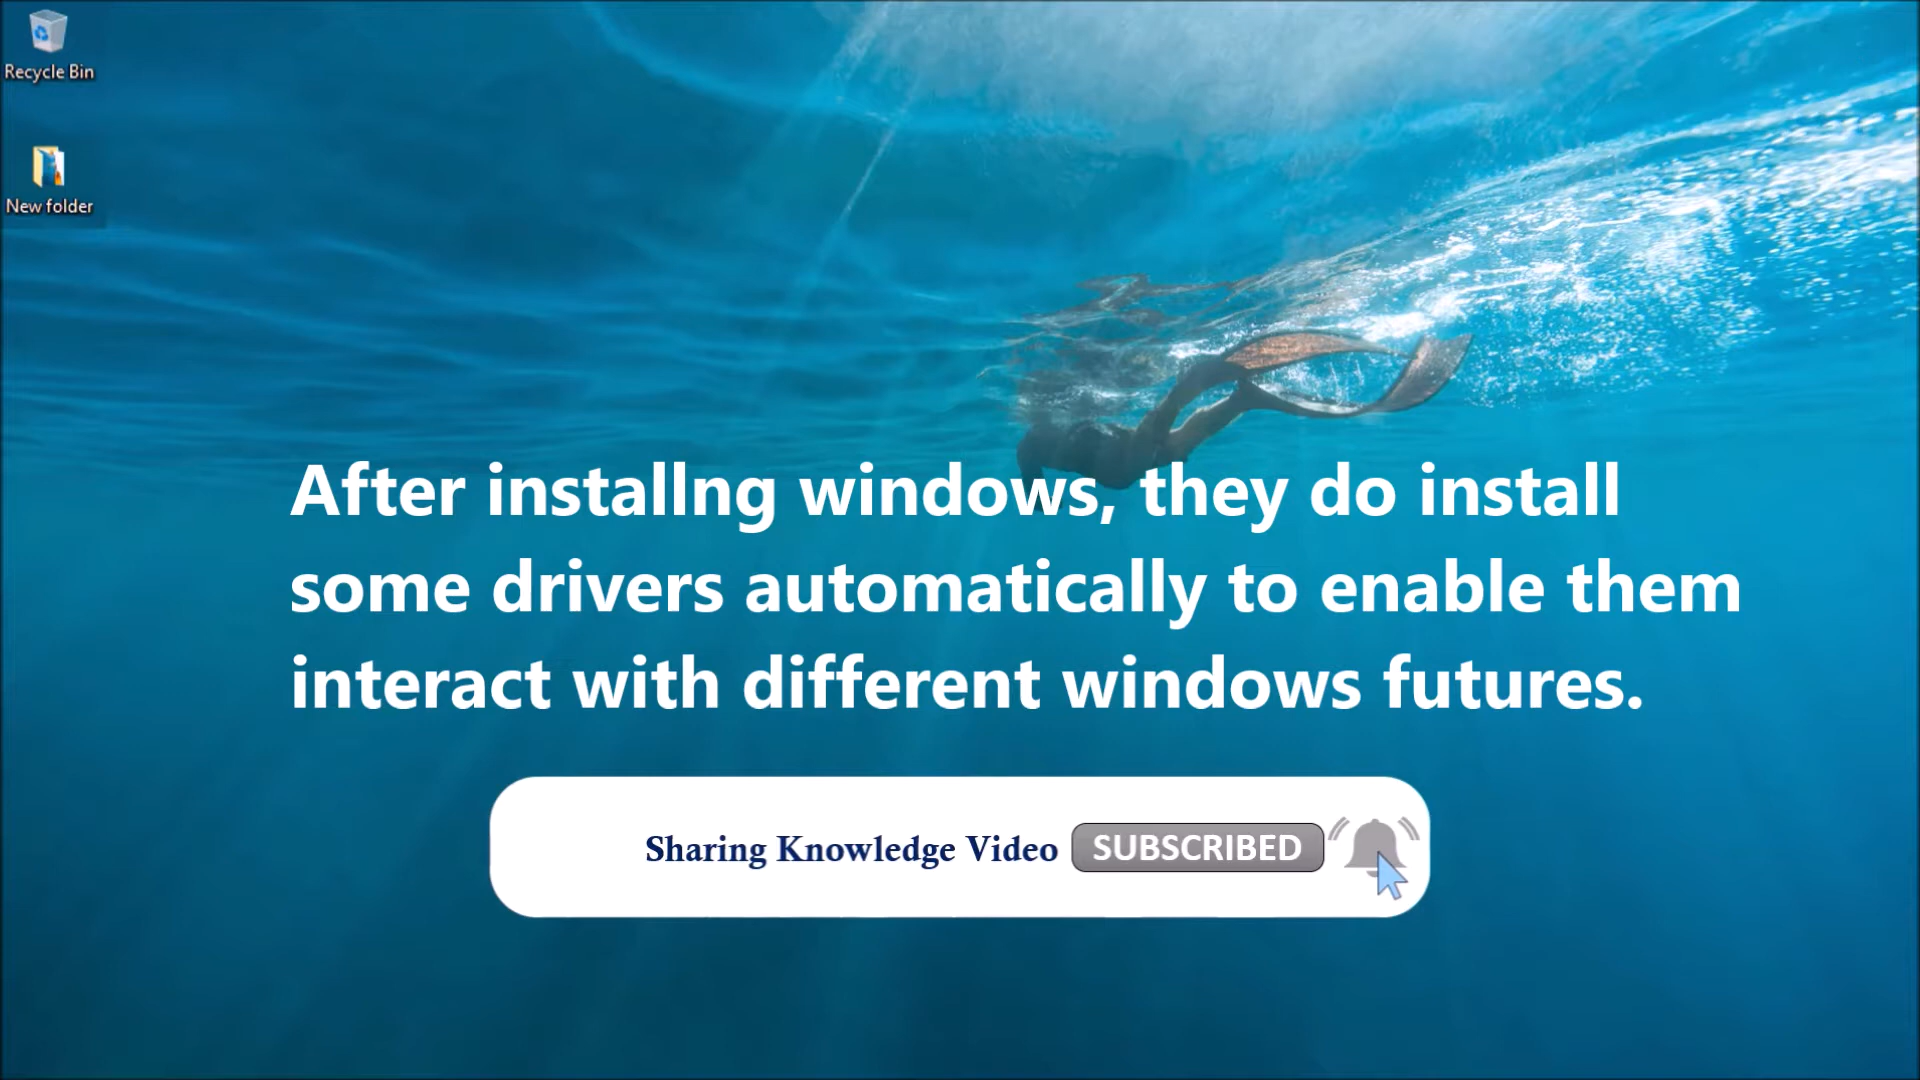 Recycle Bin
New folder
After installng windows, they do install
some drivers automatically to enable them
interact with different windows futures.
Sharing Knowledge Video SUBSCRIBED